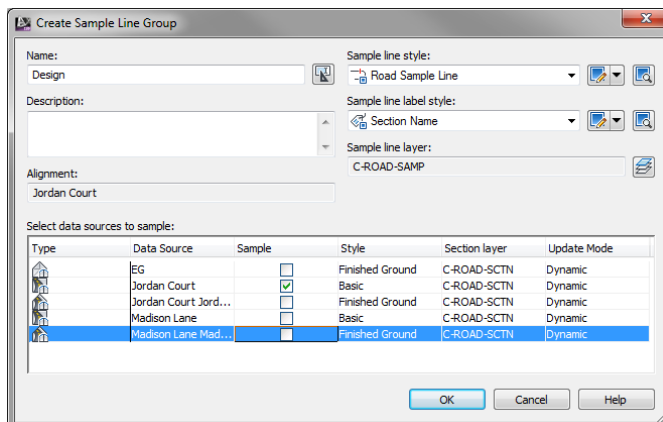 Create Sample Line Group
Name:
Design
Description:
Alignment:
Jordan Court
Sample line style:
Road Sample Line
Sample line label style:
Section Name
Sample line layer:
C-ROAD-SAMP
Select data sources to sample:
Type Data Source Sample Style Section layer Update Mode
EG Finished Ground C-ROAD-SCTN Dynamic
Jordan Court Basic C-ROAD-SCTN Dynamic
Jordan Court Jord... Finished Ground C-ROAD-SCTN Dynamic
Madison Lane Basic C-ROAD-SCTN Dynamic
Madison Lane Mad... Finished Ground C-ROAD-SCTN Dynamic
OK Cancel Help